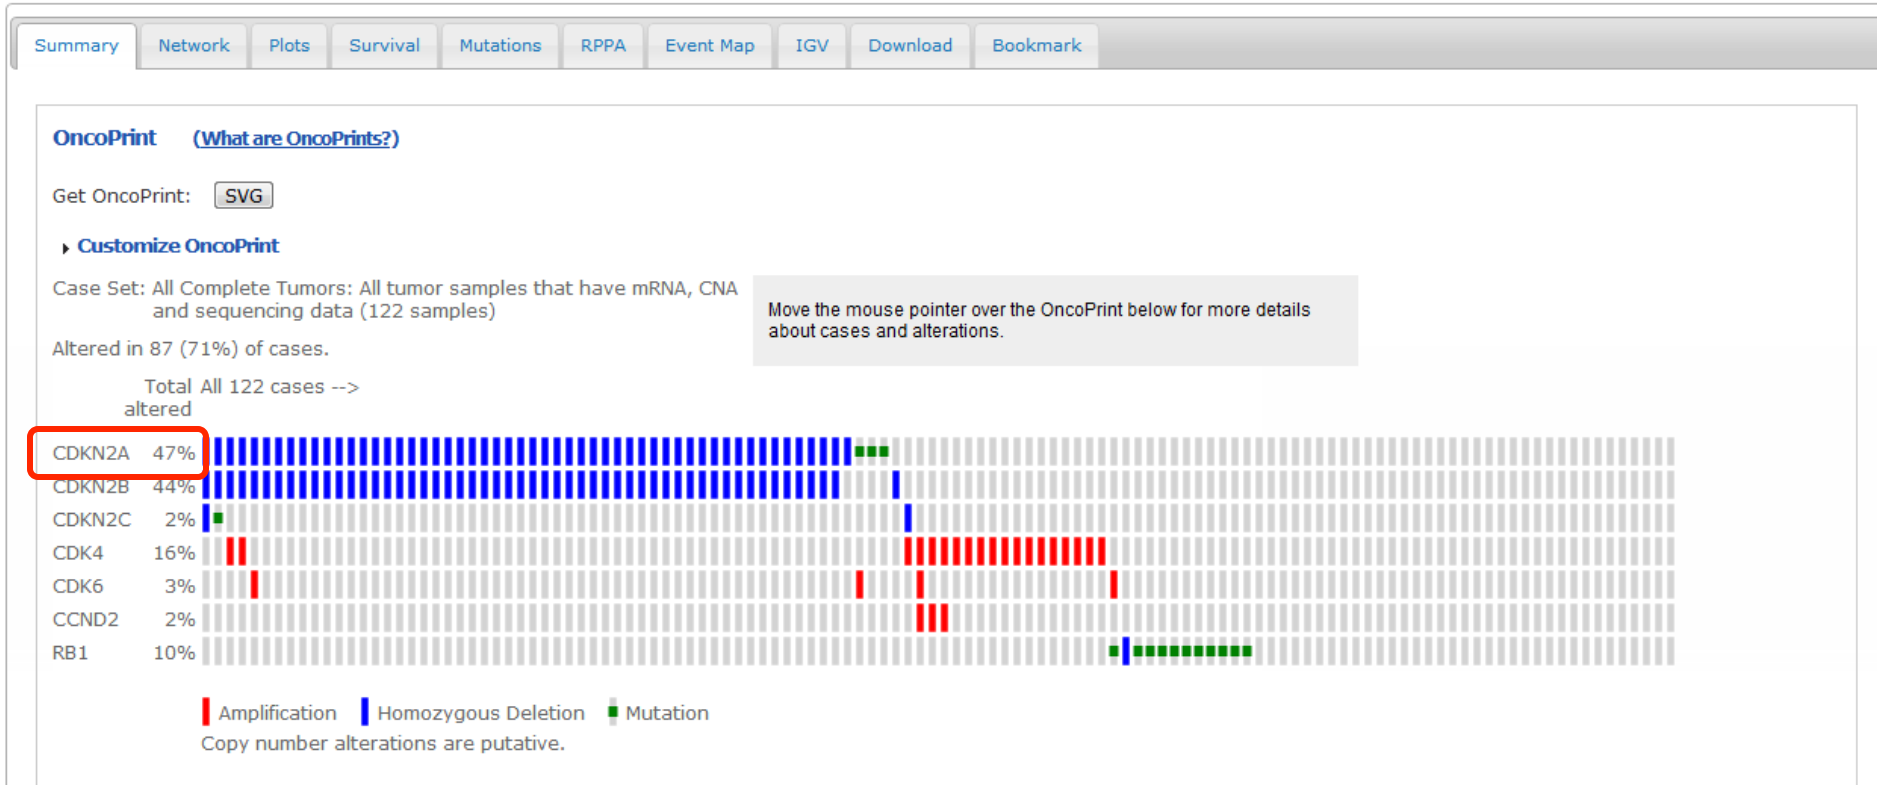 Summary Network Plots Survival Mutations RPPA Event Map IGV Download Bookmark
OncoPrint (What are OncoPrints?)
Get OncoPrint: SVG
Customize OncoPrint
Case Set: All Complete Tumors: All tumor samples that have mRNA, CNA
and sequencing data (122 samples)
Move the mouse pointer over the OncoPrint below for more details
about cases and alterations.
Altered in 87 (71%) of cases.
Total All 122 cases -->
altered
CDKN2A 47%
CDKN2B 44%
CDKN2C 2%
CDK4 16%
CDK6 3%
CCND2 2%
RB1 10%
Amplification Homozygous Deletion Mutation
Copy number alterations are putative.